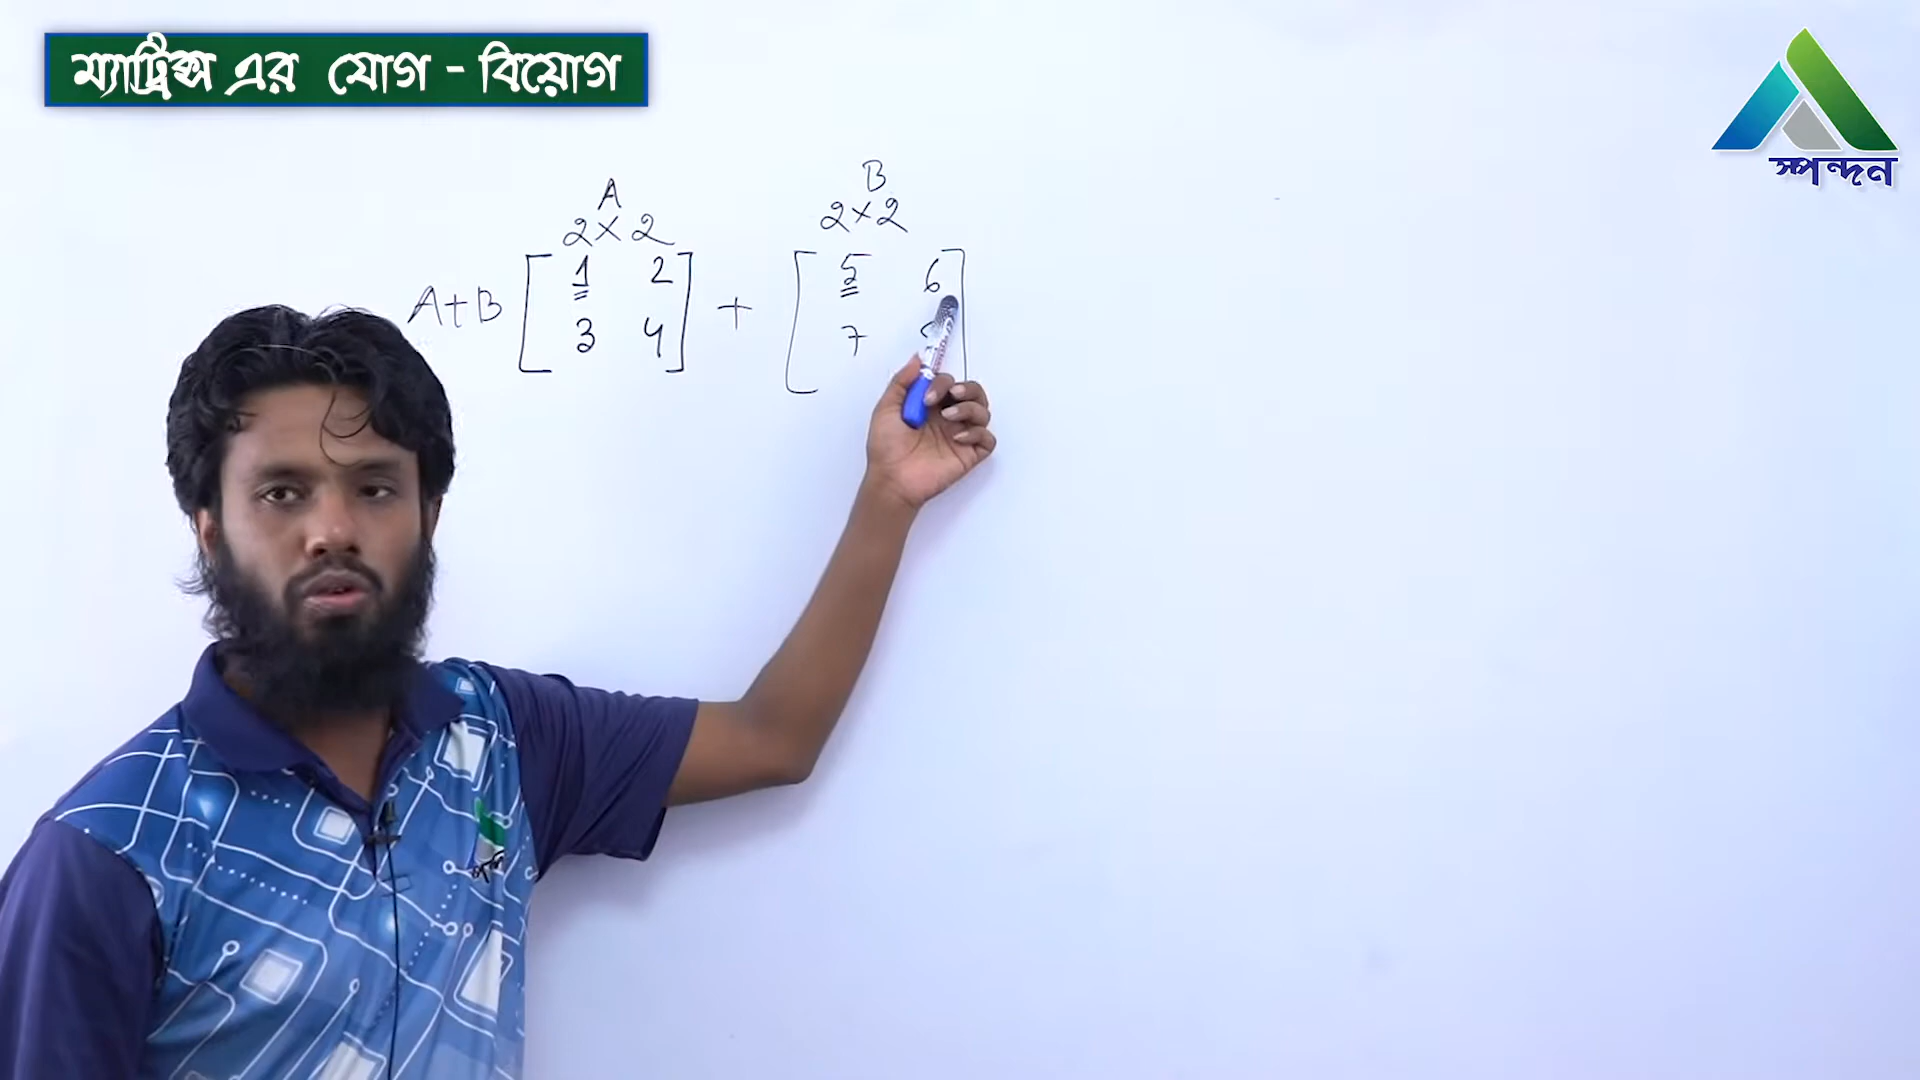 ম্যাট্রিক্স এর যোগ - বিয়োগ
স্পন্দন
A B
2×2 2×2
A+B [ 1 2 ] + [ 5 6 ]
3 4 7